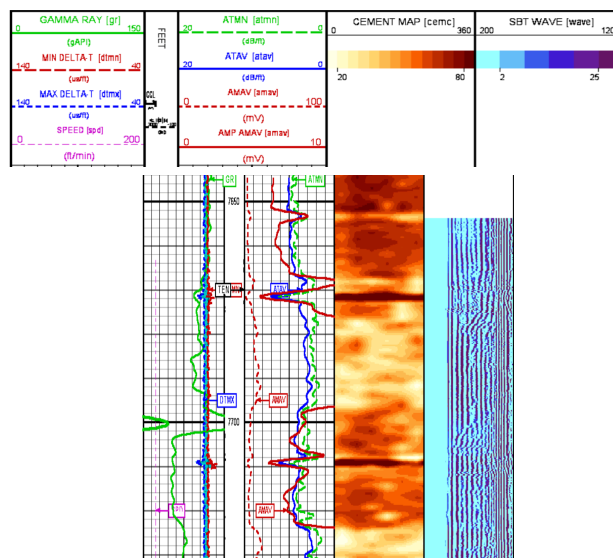 GAMMA RAY [gr]
0 150
(gAPI)
MIN DELTA-T [dtmn]
140 40
(us/ft)
MAX DELTA-T [dtmx]
140 40
(us/ft)
SPEED [spd]
0 200
(ft/min)
FEET
CCL
ATMN [atmn]
20 0
(dB/ft)
ATAV [atav]
20 0
(dB/ft)
AMAV [amav]
0 100
(mV)
AMP AMAV [amav]
0 10
(mV)
CEMENT MAP [cemc]
0 360
20 80
SBT WAVE [wave]
200 120
2 25
GR
ATMN
7650
TEN
ATAV
DTMX
AMAV
7700
AMAV